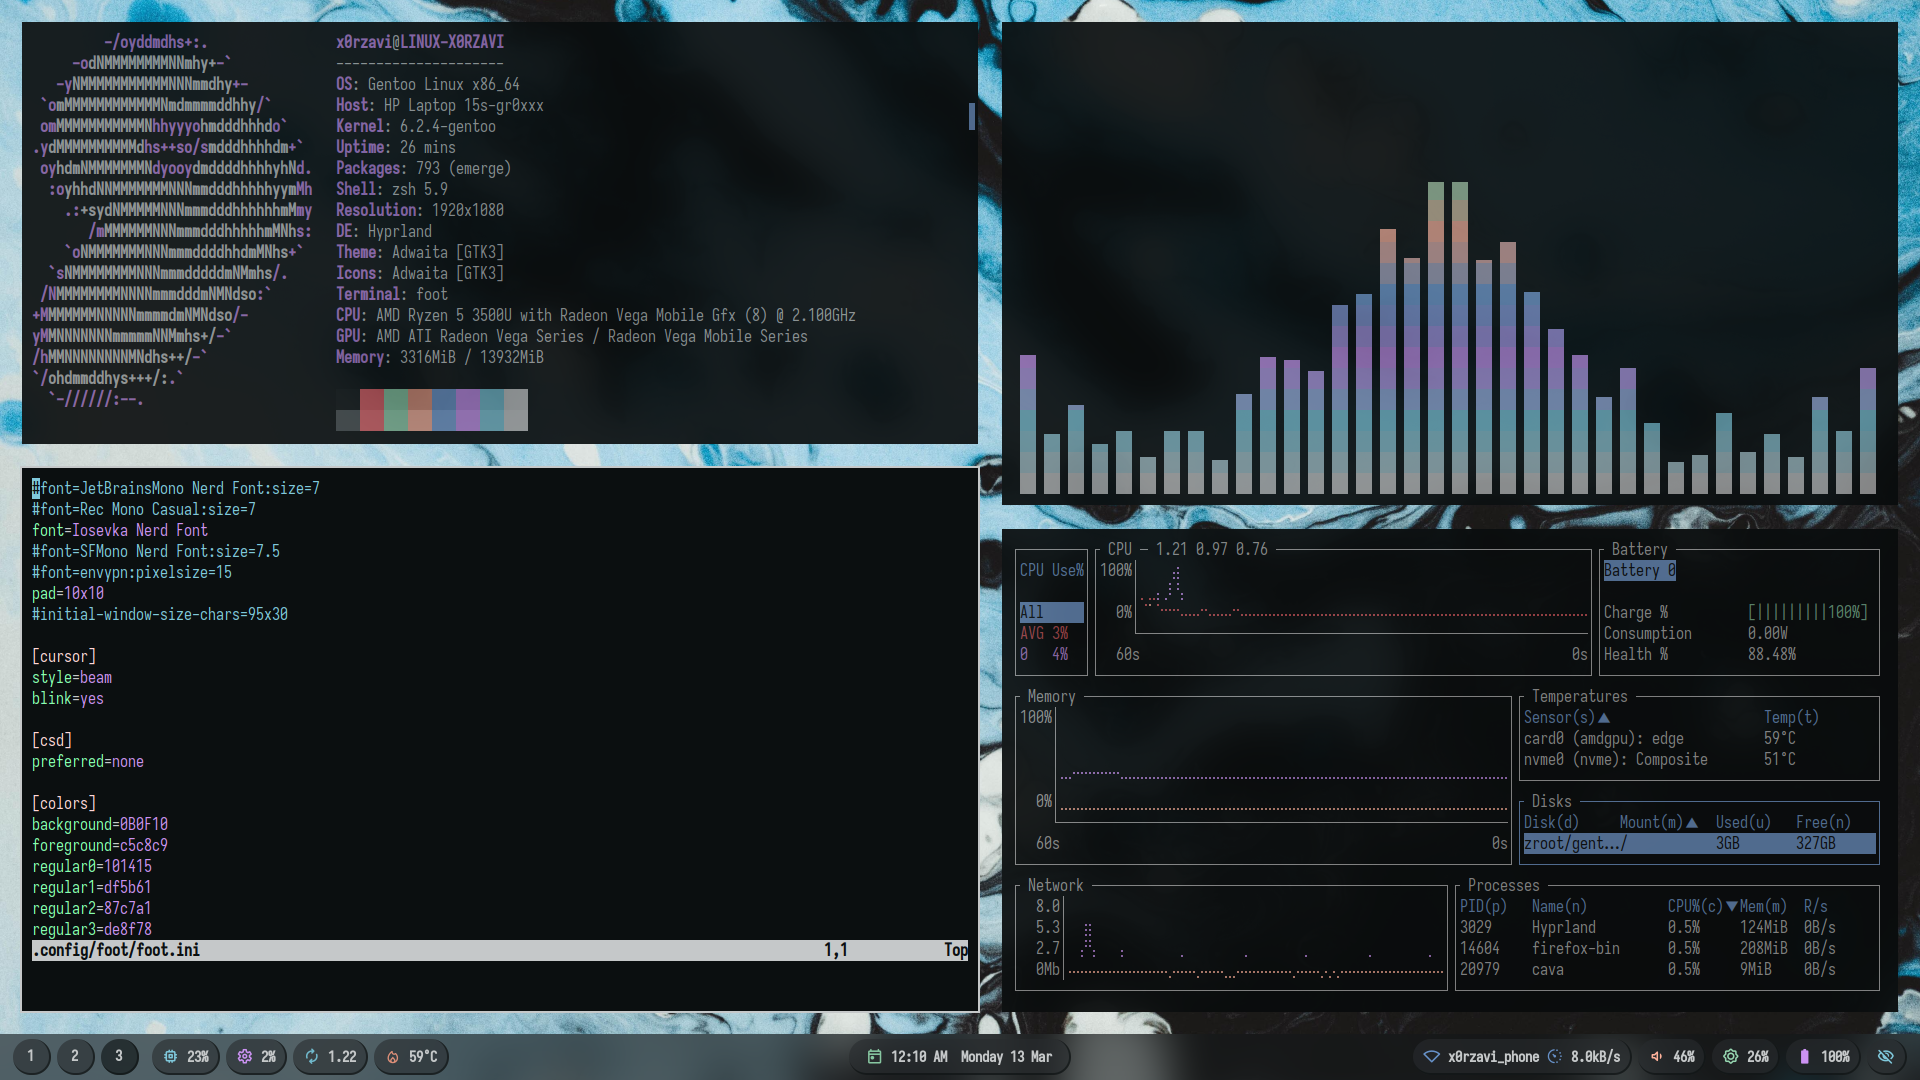 -/oyddmdhs+:.
-odNMMMMMMMMNNmhy+-`
-yNMMMMMMMMMMMNNNmmdhy+-
`omMMMMMMMMMMMMNmdmmmmddhhy/`
omMMMMMMMMMMMNhhyyyohmdddhhhdo`
.ydMMMMMMMMMMdhs++so/smdddhhhhdm+`
oyhdmNMMMMMMMNdyooydmddddhhhhyhNd.
:oyhhdNNMMMMMMMNNNmmdddhhhhhyymMh
.:+sydNMMMMMNNNmmmdddhhhhhhmMmy
/mMMMMMMNNNmmmdddhhhhhmMNhs:
`oNMMMMMMMNNNmmmddddhhdmMNhs+`
`sNMMMMMMMMNNNmmmdddddmNMmhs/.
/NMMMMMMMMNNNNmmmdddmNMNdso:`
+MMMMMMMNNNNNmmmmdmNMNdso/-
yMMNNNNNNNmmmmmNNMmhs+/-`
/hMMNNNNNNNNMNdhs++/-`
`/ohdmmddhys+++/:.`
`-//////:--.
x0rzavi@LINUX-X0RZAVI
---------------------
OS: Gentoo Linux x86_64
Host: HP Laptop 15s-gr0xxx
Kernel: 6.2.4-gentoo
Uptime: 26 mins
Packages: 793 (emerge)
Shell: zsh 5.9
Resolution: 1920x1080
DE: Hyprland
Theme: Adwaita [GTK3]
Icons: Adwaita [GTK3]
Terminal: foot
CPU: AMD Ryzen 5 3500U with Radeon Vega Mobile Gfx (8) @ 2.100GHz
GPU: AMD ATI Radeon Vega Series / Radeon Vega Mobile Series
Memory: 3316MiB / 13932MiB
#font=JetBrainsMono Nerd Font:size=7
#font=Rec Mono Casual:size=7
font=Iosevka Nerd Font
#font=SFMono Nerd Font:size=7.5
#font=envypn:pixelsize=15
pad=10x10
#initial-window-size-chars=95x30
[cursor]
style=beam
blink=yes
[csd]
preferred=none
[colors]
background=0B0F10
foreground=c5c8c9
regular0=101415
regular1=df5b61
regular2=87c7a1
regular3=de8f78
.config/foot/foot.ini 1,1 Top
CPU Use%
All
AVG 3%
0 4%
CPU — 1.21 0.97 0.76
100%
0%
60s 0s
Battery
Battery 0
Charge % [|||||||||100%]
Consumption 0.00W
Health % 88.48%
Memory
100%
0%
60s 0s
Temperatures
Sensor(s)▲ Temp(t)
card0 (amdgpu): edge 59°C
nvme0 (nvme): Composite 51°C
Disks
Disk(d) Mount(m)▲ Used(u) Free(n)
zroot/gent.../ 3GB 327GB
Network
8.0
5.3
2.7
0Mb
Processes
PID(p) Name(n) CPU%(c)▼Mem(m) R/s
3029 Hyprland 0.5% 124MiB 0B/s
14604 firefox-bin 0.5% 208MiB 0B/s
20979 cava 0.5% 9MiB 0B/s
1 2 3 23% 2% 1.22 59°C 12:10 AM Monday 13 Mar x0rzavi_phone 8.0kB/s 46% 26% 100%